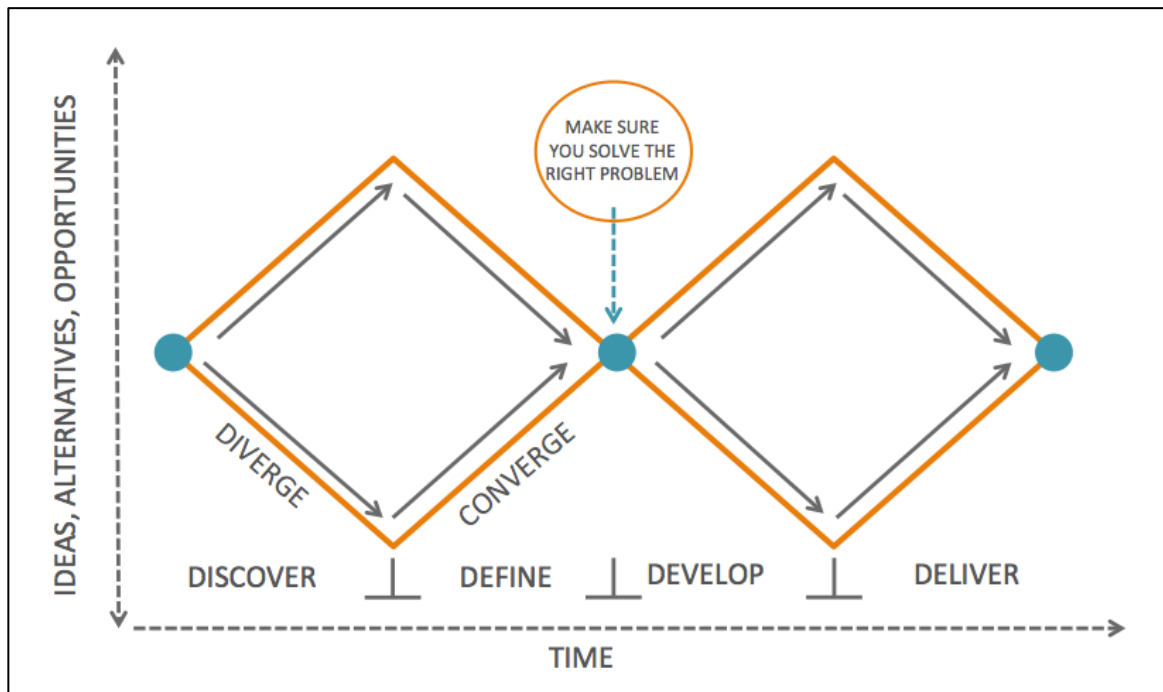 IDEAS, ALTERNATIVES, OPPORTUNITIES
MAKE SURE
YOU SOLVE THE
RIGHT PROBLEM
DIVERGE
CONVERGE
DISCOVER
DEFINE
DEVELOP
DELIVER
TIME